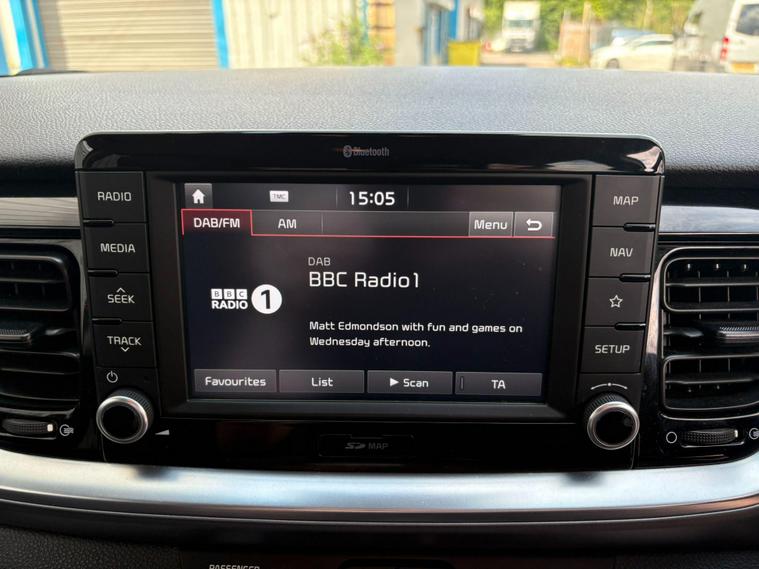 Bluetooth
RADIO
MEDIA
SEEK
TRACK
TMC
15:05
DAB/FM
AM
Menu
DAB
BBC Radio1
BBC
RADIO 1
Matt Edmondson with fun and games on
Wednesday afternoon.
Favourites
List
Scan
TA
MAP
NAV
SETUP
SD MAP
PASSENGER